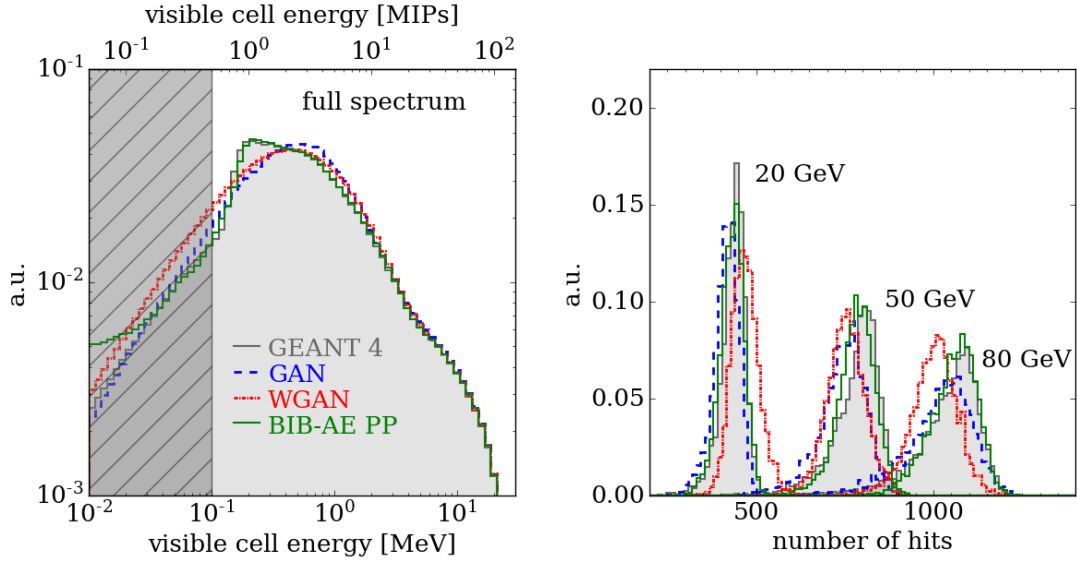 visible cell energy [MIPs]
10^-1 10^0 10^1 10^2
full spectrum
a.u.
10^-1
10^-2
10^-3
GEANT 4
GAN
WGAN
BIB-AE PP
10^-2 10^-1 10^0 10^1
visible cell energy [MeV]
a.u.
0.20
0.15
0.10
0.05
0.00
20 GeV
50 GeV
80 GeV
500 1000
number of hits